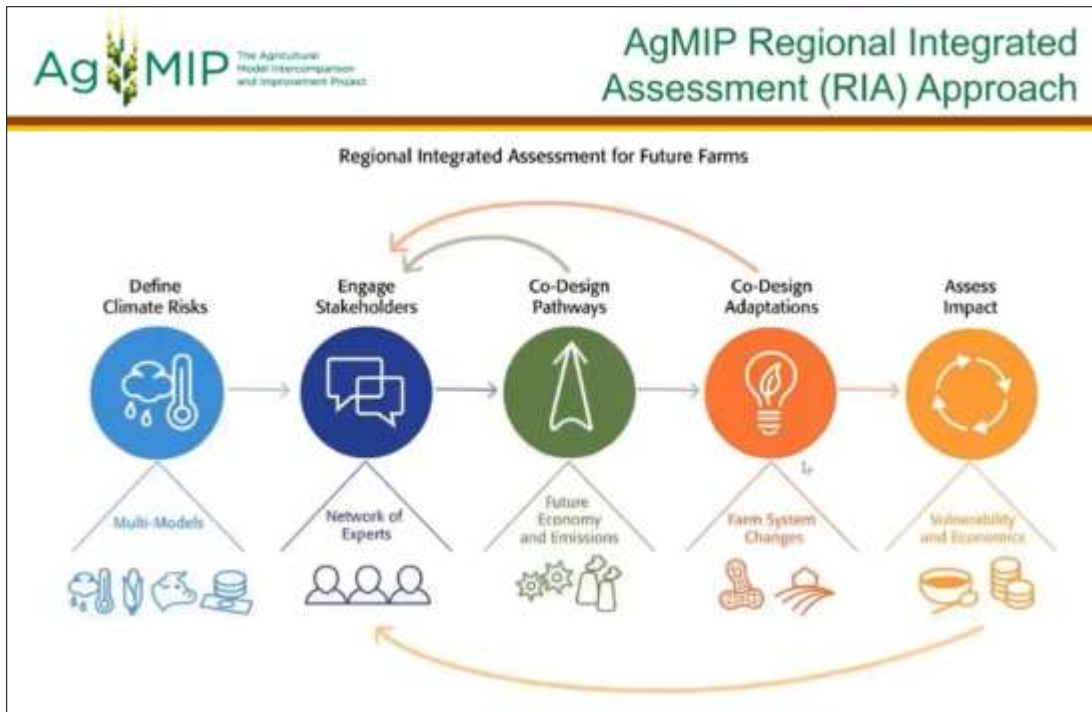 AgMIP
The Agricultural
Model Intercomparison
and Improvement Project
AgMIP Regional Integrated
Assessment (RIA) Approach
Regional Integrated Assessment for Future Farms
Define
Climate Risks
Engage
Stakeholders
Co-Design
Pathways
Co-Design
Adaptations
Assess
Impact
Multi-Models
Network of
Experts
Future
Economy
and Emissions
Farm System
Changes
Vulnerability
and Economics